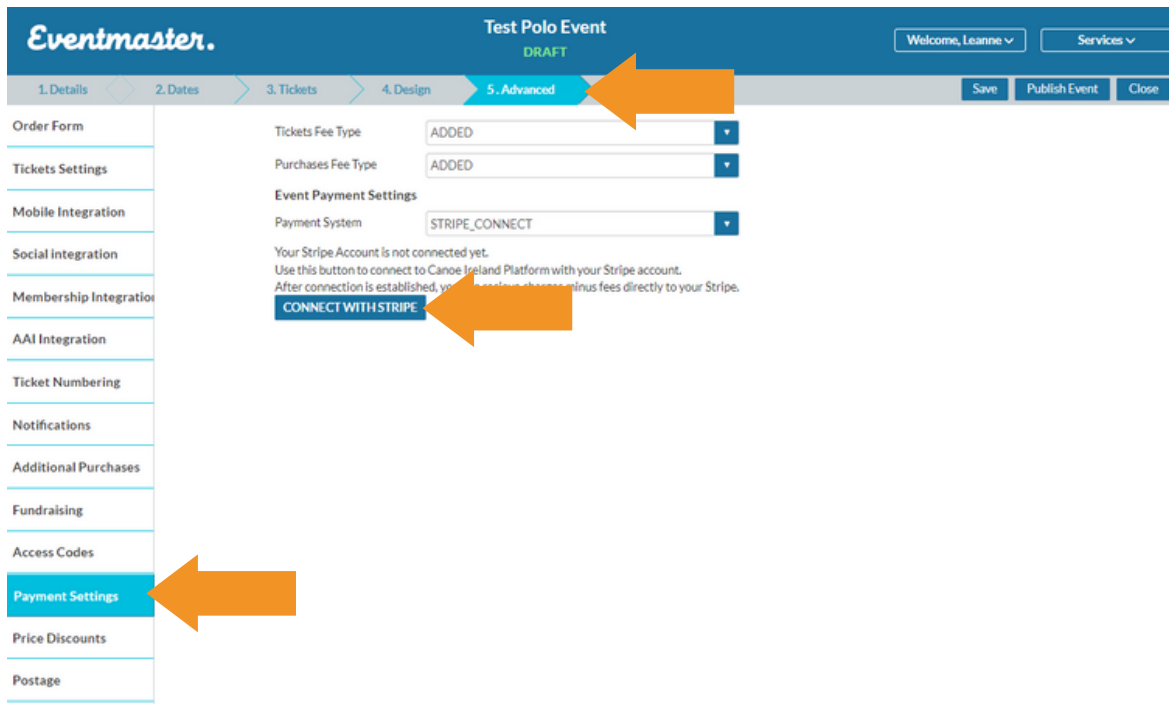 Eventmaster.
Test Polo Event
DRAFT
Welcome, Leanne
Services
1. Details
2. Dates
3. Tickets
4. Design
5. Advanced
Save
Publish Event
Close
Order Form
Tickets Settings
Mobile Integration
Social integration
Membership Integration
AAI Integration
Ticket Numbering
Notifications
Additional Purchases
Fundraising
Access Codes
Payment Settings
Price Discounts
Postage
Tickets Fee Type
ADDED
Purchases Fee Type
ADDED
Event Payment Settings
Payment System
STRIPE_CONNECT
Your Stripe Account is not connected yet.
Use this button to connect to Canoe Ireland Platform with your Stripe account.
After connection is established, minus fees directly to your Stripe.
CONNECT WITH STRIPE